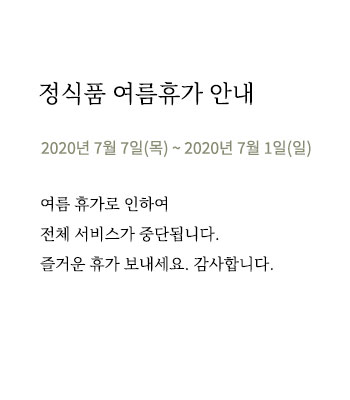 정식품 여름휴가 안내
2020년 7월 7일(목) ~ 2020년 7월 1일(일)
여름 휴가로 인하여
전체 서비스가 중단됩니다.
즐거운 휴가 보내세요. 감사합니다.